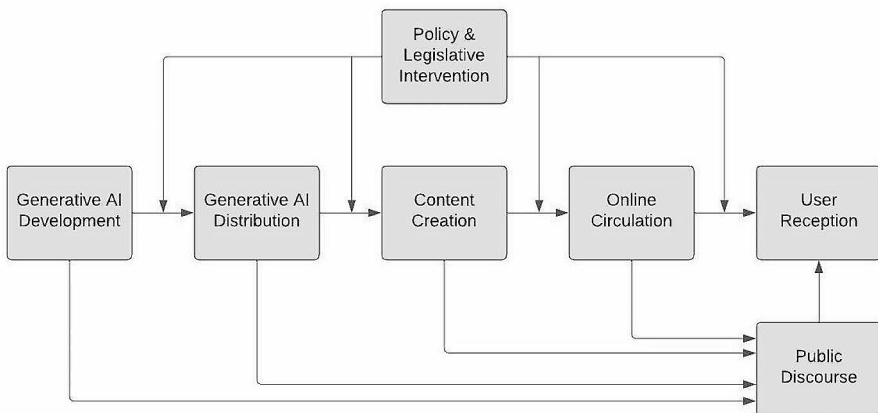 Policy &
Legislative
Intervention
Generative AI
Development
Generative AI
Distribution
Content
Creation
Online
Circulation
User
Reception
Public
Discourse